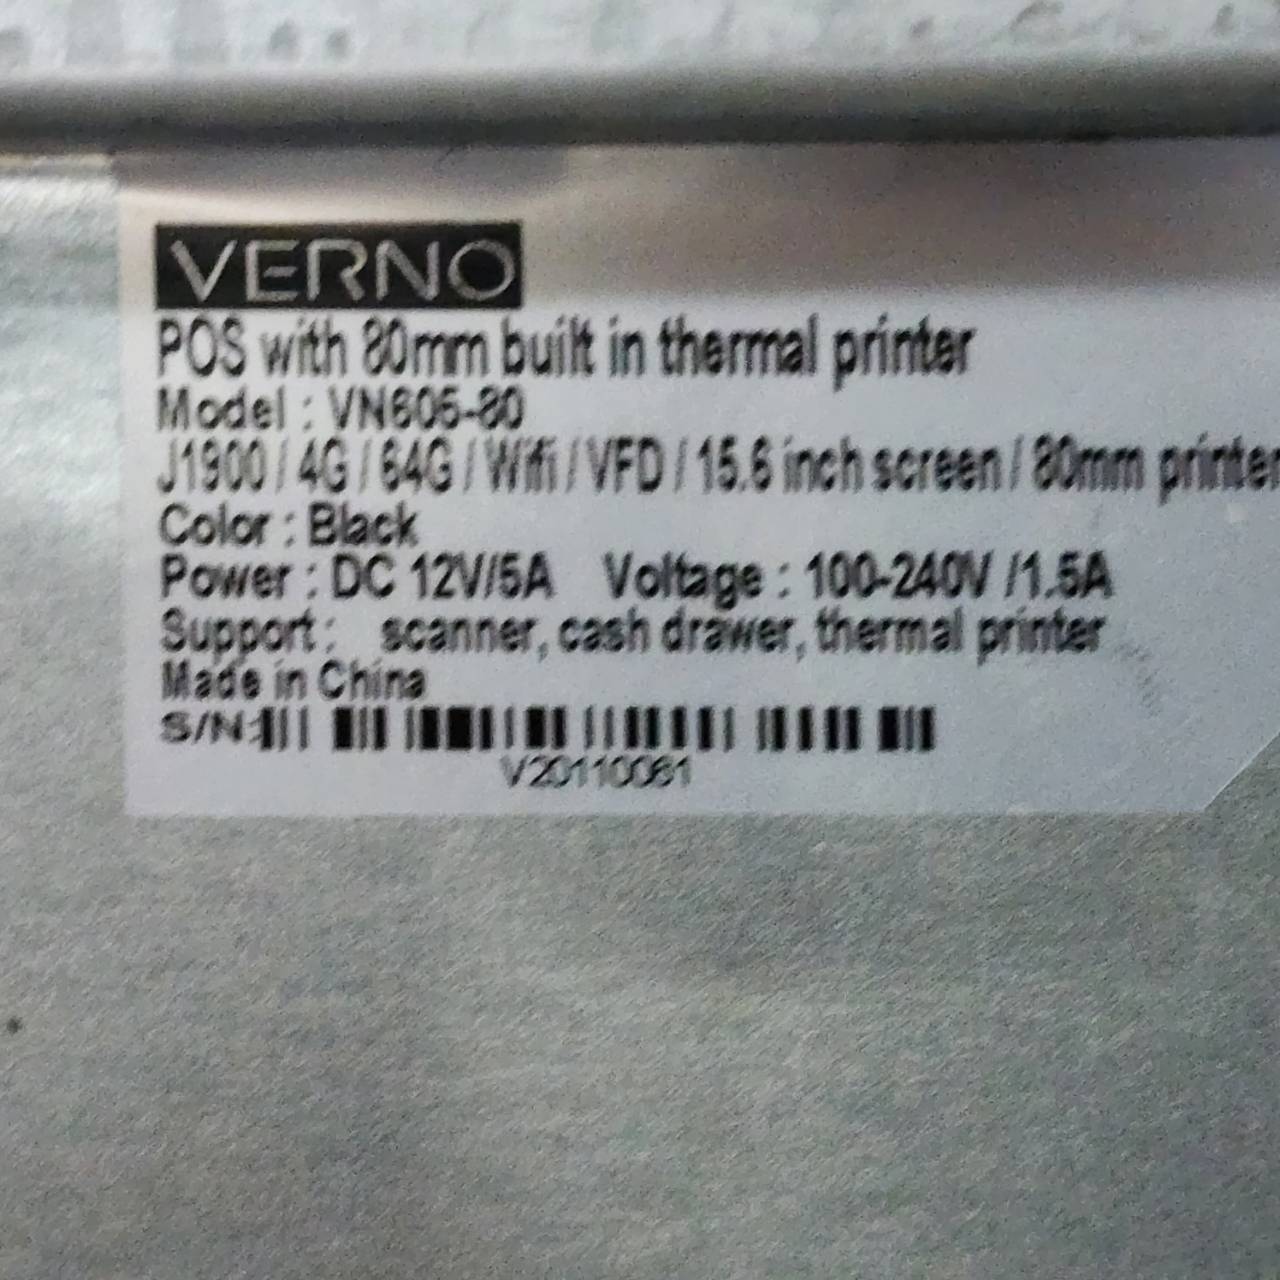 VERNO
POS with 80mm built in thermal printer
Model : VN605-80
J1900 / 4G / 64G / Wifi / VFD / 15.6 inch screen / 80mm printer
Color : Black
Power : DC 12V/5A Voltage : 100-240V /1.5A
Support : scanner, cash drawer, thermal printer
Made in China
S/N:
V20110061